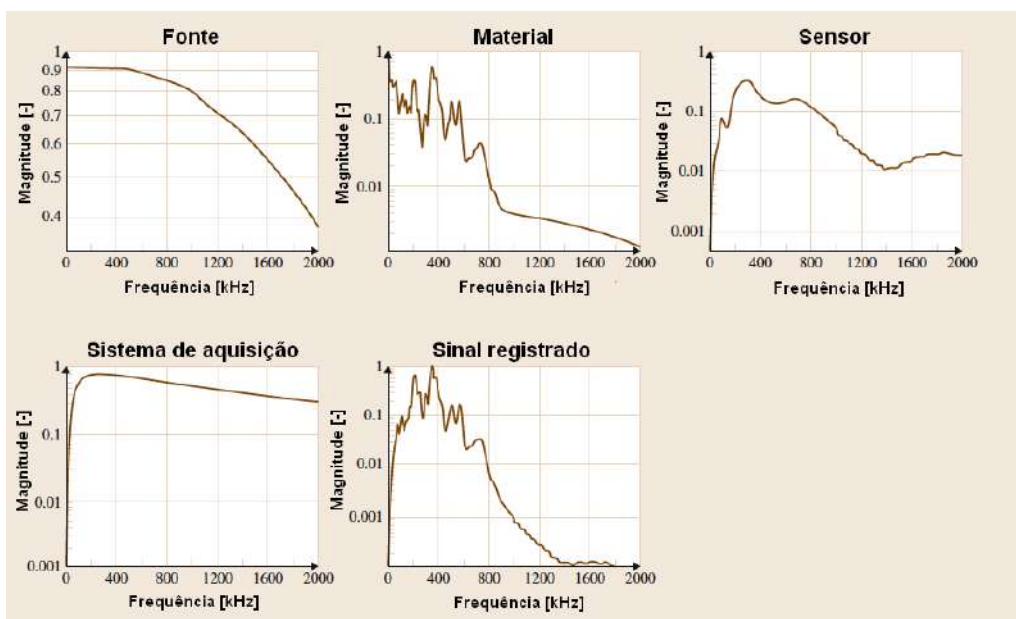 Fonte
Magnitude [-]
1
0.9
0.8
0.7
0.6
0.5
0.4
0 400 800 1200 1600 2000
Frequência [kHz]
Material
Magnitude [-]
1
0.1
0.01
0 400 800 1200 1600 2000
Frequência [kHz]
Sensor
Magnitude [-]
1
0.1
0.01
0.001
0 400 800 1200 1600 2000
Frequência [kHz]
Sistema de aquisição
Magnitude [-]
1
0.1
0.01
0.001
0 400 800 1200 1600 2000
Frequência [kHz]
Sinal registrado
Magnitude [-]
1
0.1
0.01
0.001
0 400 800 1200 1600 2000
Frequência [kHz]